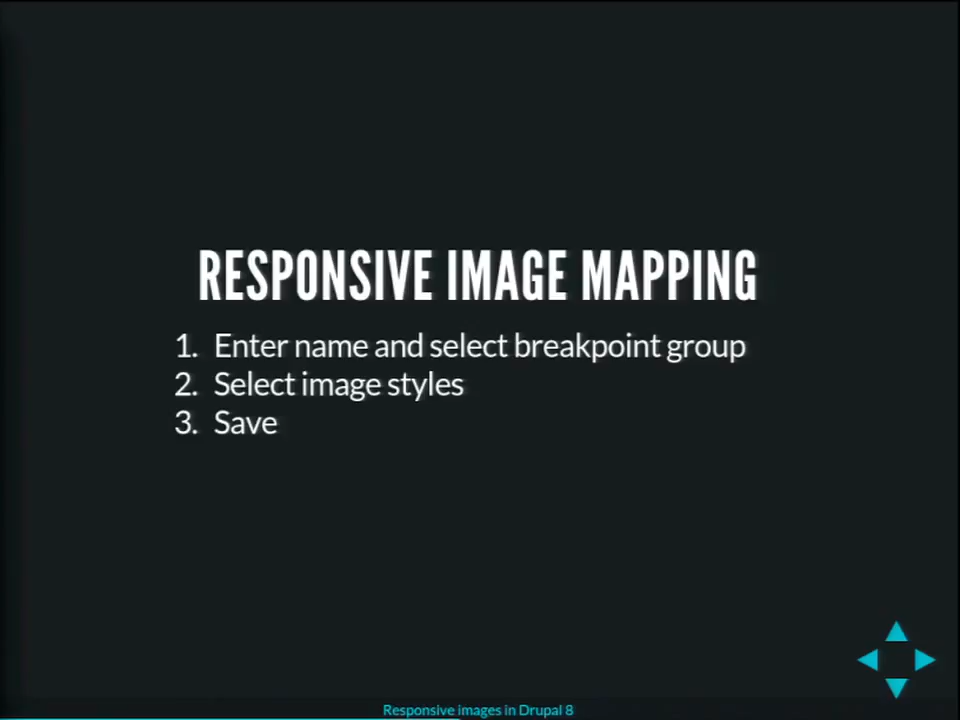 RESPONSIVE IMAGE MAPPING
1. Enter name and select breakpoint group
2. Select image styles
3. Save
Responsive images in Drupal 8